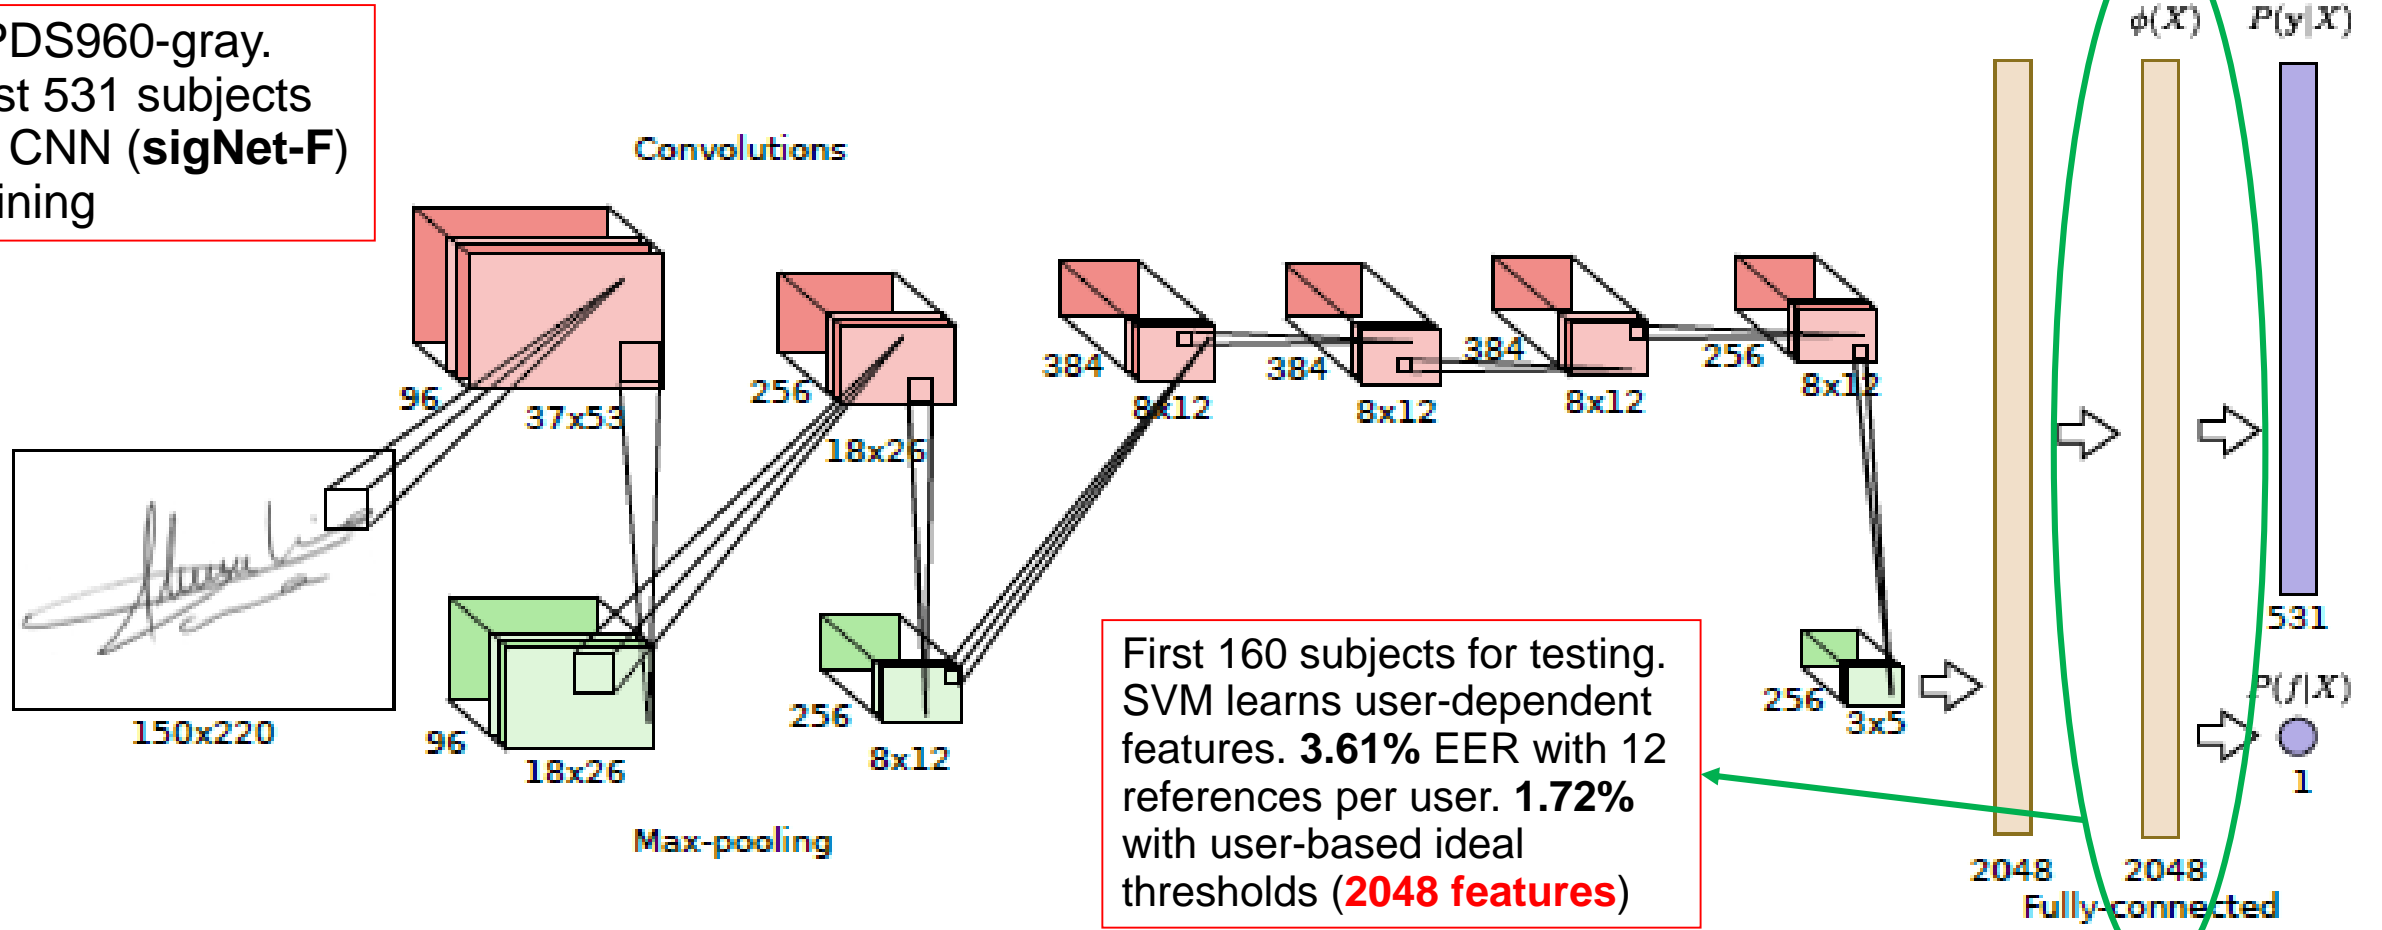 PDS960-gray.
st 531 subjects
CNN (sigNet-F)
ining
Convolutions
ϕ(X) P(y|X)
96
37x53
256
18x26
384
8x12
384
8x12
384
8x12
256
8x12
150x220
96
18x26
256
8x12
256
3x5
Max-pooling
First 160 subjects for testing.
SVM learns user-dependent
features. 3.61% EER with 12
references per user. 1.72%
with user-based ideal
thresholds (2048 features)
531
P(f|X)
1
2048 2048
Fully-connected